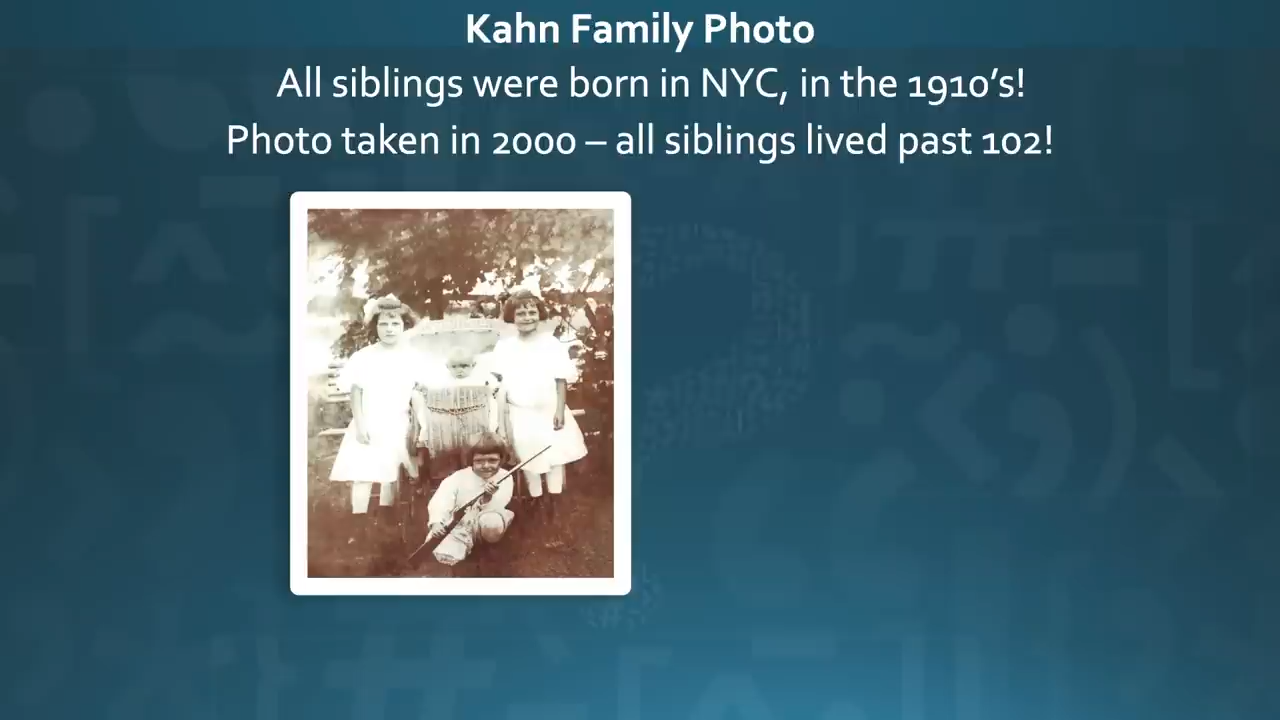 Kahn Family Photo
All siblings were born in NYC, in the 1910’s!
Photo taken in 2000 – all siblings lived past 102!